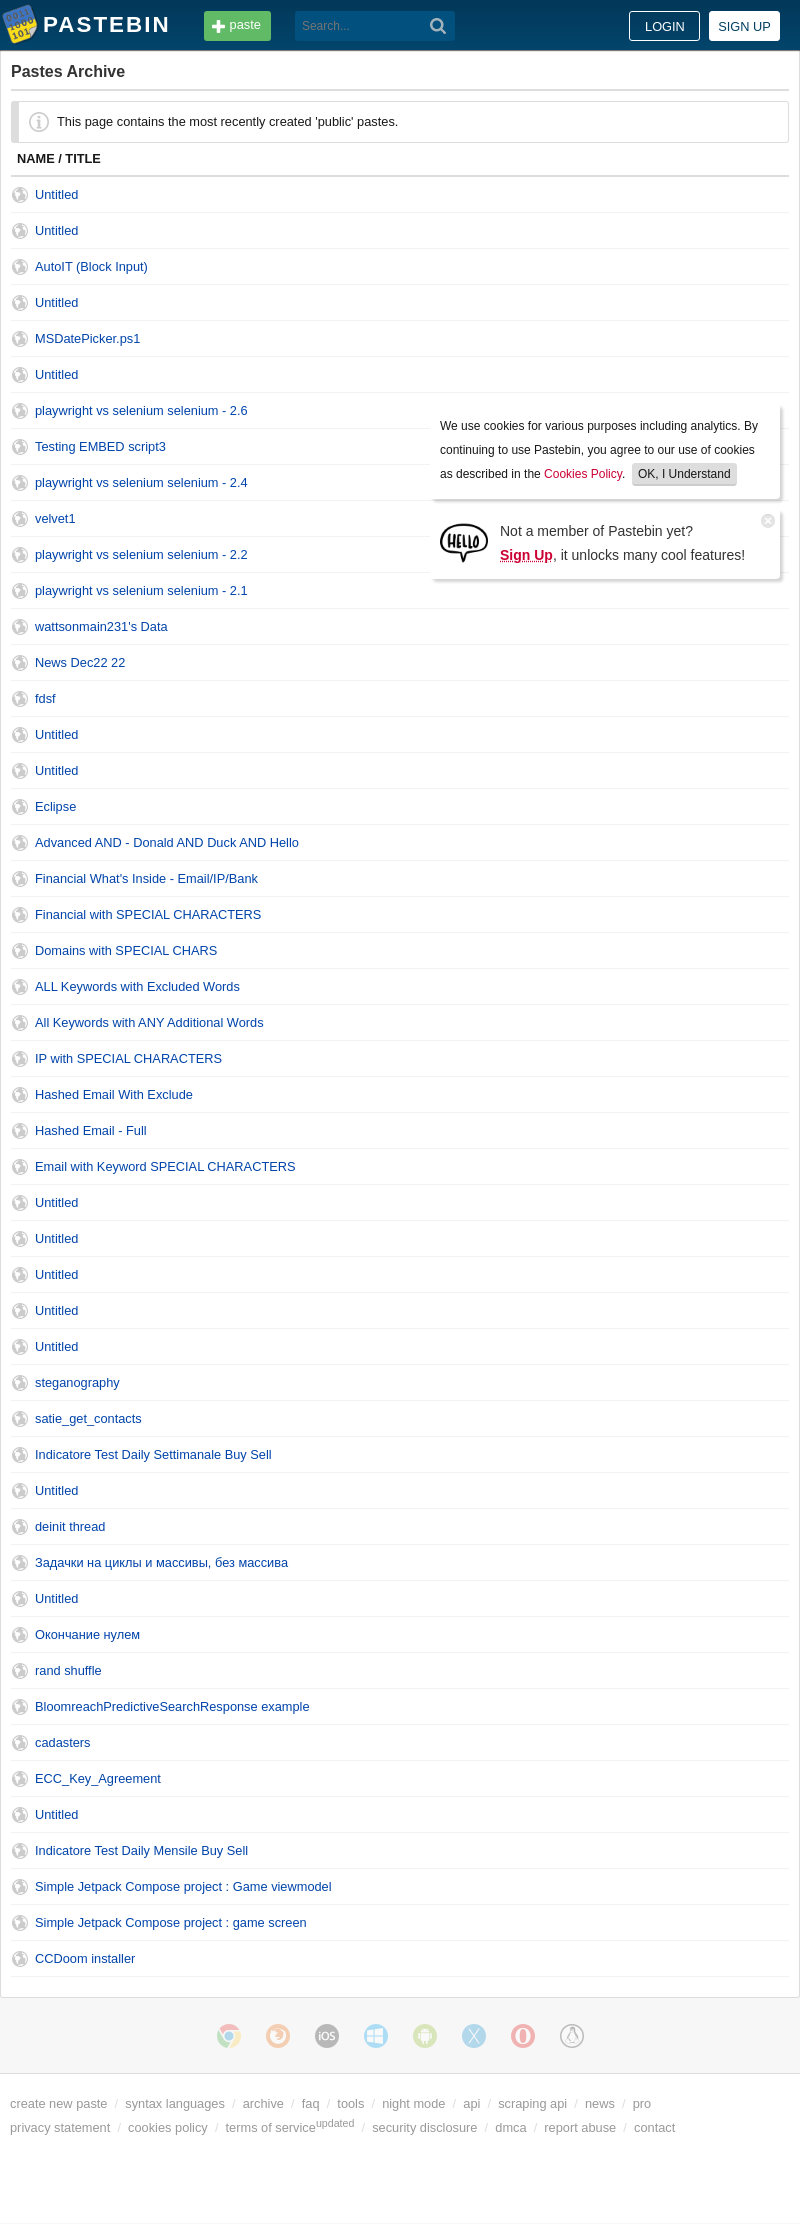 PASTEBIN
paste
Search...
LOGIN
SIGN UP
Pastes Archive
This page contains the most recently created 'public' pastes.
NAME / TITLE
Untitled
Untitled
AutoIT (Block Input)
Untitled
MSDatePicker.ps1
Untitled
playwright vs selenium selenium - 2.6
Testing EMBED script3
playwright vs selenium selenium - 2.4
velvet1
playwright vs selenium selenium - 2.2
playwright vs selenium selenium - 2.1
We use cookies for various purposes including analytics. By
continuing to use Pastebin, you agree to our use of cookies
as described in the Cookies Policy. OK, I Understand
HELLO
Not a member of Pastebin yet?
Sign Up, it unlocks many cool features!
wattsonmain231's Data
News Dec22 22
fdsf
Untitled
Untitled
Eclipse
Advanced AND - Donald AND Duck AND Hello
Financial What's Inside - Email/IP/Bank
Financial with SPECIAL CHARACTERS
Domains with SPECIAL CHARS
ALL Keywords with Excluded Words
All Keywords with ANY Additional Words
IP with SPECIAL CHARACTERS
Hashed Email With Exclude
Hashed Email - Full
Email with Keyword SPECIAL CHARACTERS
Untitled
Untitled
Untitled
Untitled
Untitled
steganography
satie_get_contacts
Indicatore Test Daily Settimanale Buy Sell
Untitled
deinit thread
Задачки на циклы и массивы, без массива
Untitled
Окончание нулем
rand shuffle
BloomreachPredictiveSearchResponse example
cadasters
ECC_Key_Agreement
Untitled
Indicatore Test Daily Mensile Buy Sell
Simple Jetpack Compose project : Game viewmodel
Simple Jetpack Compose project : game screen
CCDoom installer
iOS
create new paste / syntax languages / archive / faq / tools / night mode / api / scraping api / news / pro
privacy statement / cookies policy / terms of service updated / security disclosure / dmca / report abuse / contact